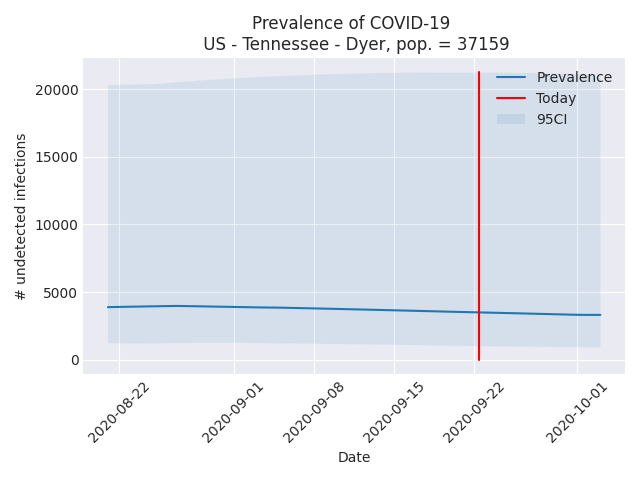 Prevalence of COVID-19
US - Tennessee - Dyer, pop. = 37159
Prevalence
Today
95CI
20000
15000
10000
5000
0
# undetected infections
2020-08-22
2020-09-01
2020-09-08
2020-09-15
2020-09-22
2020-10-01
Date